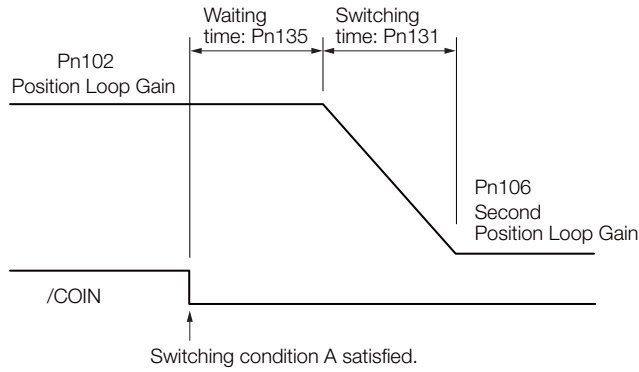 Waiting
time: Pn135
Switching
time: Pn131
Pn102
Position Loop Gain
Pn106
Second
Position Loop Gain
/COIN
Switching condition A satisfied.